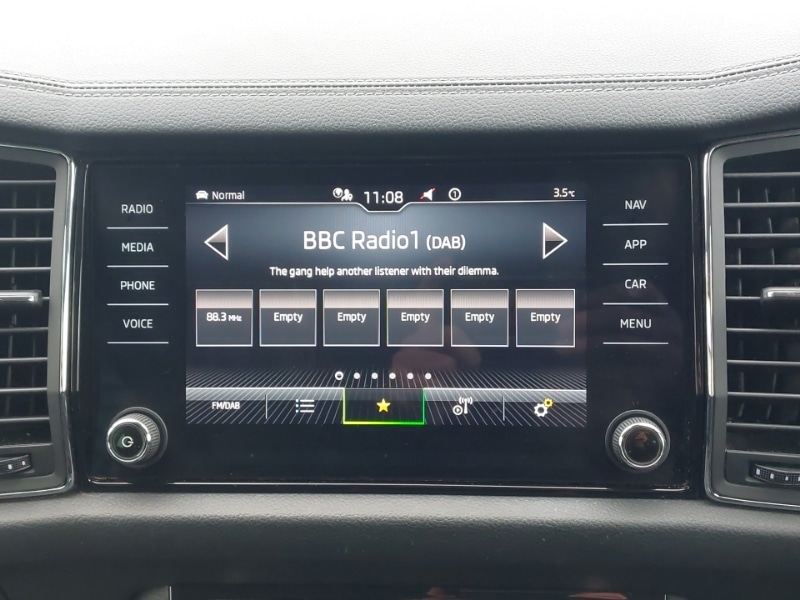 Normal 11:08 1 3.5°C
RADIO
MEDIA
PHONE
VOICE
BBC Radio1 (DAB)
The gang help another listener with their dilemma.
88.3 MHz Empty Empty Empty Empty Empty
FM/DAB
NAV
APP
CAR
MENU